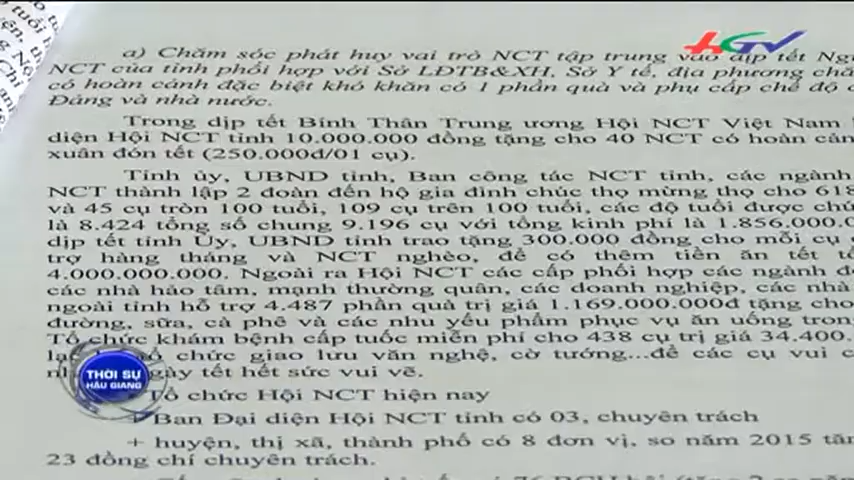 HGTV
a) Chăm sóc phát huy vai trò NCT tập trung vào dịp tết
NCT của tỉnh phối hợp với Sở LĐTB&XH, Sở Y tế, địa phương
có hoàn cảnh đặc biệt khó khăn có 1 phần quà và phụ cấp chế độ
Đảng và nhà nước.
Trong dịp tết Bính Thân Trung ương Hội NCT Việt Nam
diện Hội NCT tỉnh 10.000.000 đồng tặng cho 40 NCT có hoàn
xuân đón tết (250.000đ/01 cụ).
Tỉnh ủy, UBND tỉnh, Ban công tác NCT tỉnh, các ngành
NCT thành lập 2 đoàn đến hộ gia đình chúc thọ mừng thọ cho 618
và 45 cụ tròn 100 tuổi, 109 cụ trên 100 tuổi, các độ tuổi được
là 8.424 tổng số chung 9.196 cụ với tổng kinh phí là 1.856.000.0
dịp tết tỉnh Ủy, UBND tỉnh trao tặng 300.000 đồng cho mỗi cụ
trợ hàng tháng và NCT nghèo, để có thêm tiền ăn tết
4.000.000.000. Ngoài ra Hội NCT các cấp phối hợp các ngành
các nhà hảo tâm, mạnh thường quân, các doanh nghiệp, các nhà
ngoài tỉnh hỗ trợ 4.487 phần quà trị giá 1.169.000.000đ tặng cho
đường, sữa, cà phê và các nhu yếu phẩm phục vụ ăn uống
Tổ chức khám bệnh cấp tuốc miễn phí cho 438 cụ trị giá 34.400.
số chức giao lưu văn nghệ, cờ tướng...để các cụ vui
ngày tết hết sức vui vẽ.
Tổ chức Hội NCT hiện nay
Ban Đại diện Hội NCT tỉnh có 03, chuyên trách
+ huyện, thị xã, thành phố có 8 đơn vị, so năm 2015
23 đồng chí chuyên trách.
THỜI SỰ
HẬU GIANG